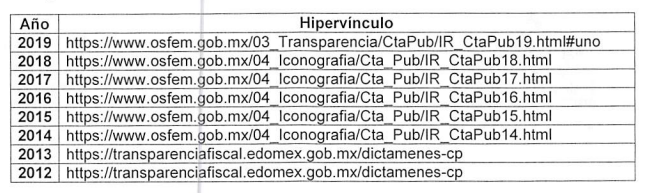 Año Hipervínculo
2019 https://www.osfem.gob.mx/03_Transparencia/CtaPub/IR_CtaPub19.html#uno
2018 https://www.osfem.gob.mx/04_Iconografia/Cta_Pub/IR_CtaPub18.html
2017 https://www.osfem.gob.mx/04_Iconografia/Cta_Pub/IR_CtaPub17.html
2016 https://www.osfem.gob.mx/04_Iconografia/Cta_Pub/IR_CtaPub16.html
2015 https://www.osfem.gob.mx/04_Iconografia/Cta_Pub/IR_CtaPub15.html
2014 https://www.osfem.gob.mx/04_Iconografia/Cta_Pub/IR_CtaPub14.html
2013 https://transparenciafiscal.edomex.gob.mx/dictamenes-cp
2012 https://transparenciafiscal.edomex.gob.mx/dictamenes-cp